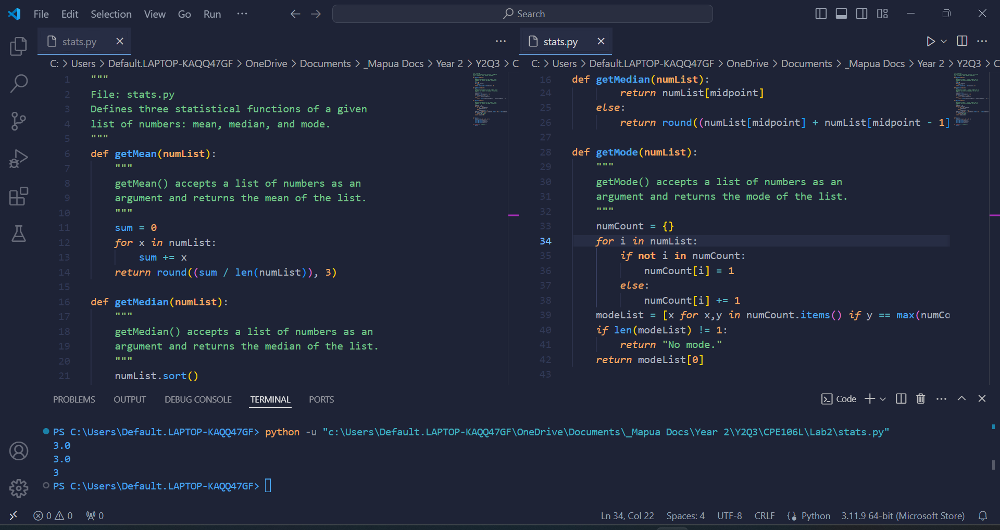 File Edit Selection View Go Run ··· Search
stats.py
C: > Users > Default.LAPTOP-KAQQ47GF > OneDrive > Documents > _Mapua Docs > Year 2 > Y2Q3 > C
1 """
2 File: stats.py
3 Defines three statistical functions of a given
4 list of numbers: mean, median, and mode.
5 """
6 def getMean(numList):
7 """
8 getMean() accepts a list of numbers as an
9 argument and returns the mean of the list.
10 """
11 sum = 0
12 for x in numList:
13 sum += x
14 return round((sum / len(numList)), 3)
15
16 def getMedian(numList):
17 """
18 getMedian() accepts a list of numbers as an
19 argument and returns the median of the list.
20 """
21 numList.sort()
stats.py
C: > Users > Default.LAPTOP-KAQQ47GF > OneDrive > Documents > _Mapua Docs > Year 2 > Y2Q3 > C
16 def getMedian(numList):
24 return numList[midpoint]
25 else:
26 return round((numList[midpoint] + numList[midpoint - 1]
27
28 def getMode(numList):
29 """
30 getMode() accepts a list of numbers as an
31 argument and returns the mode of the list.
32 """
33 numCount = {}
34 for i in numList:
35 if not i in numCount:
36 numCount[i] = 1
37 else:
38 numCount[i] += 1
39 modeList = [x for x,y in numCount.items() if y == max(numCo
40 if len(modeList) != 1:
41 return "No mode."
42 return modeList[0]
43
PROBLEMS OUTPUT DEBUG CONSOLE TERMINAL PORTS Code
PS C:\Users\Default.LAPTOP-KAQQ47GF> python -u "c:\Users\Default.LAPTOP-KAQQ47GF\OneDrive\Documents\_Mapua Docs\Year 2\Y2Q3\CPE106L\Lab2\stats.py"
3.0
3.0
3
PS C:\Users\Default.LAPTOP-KAQQ47GF>
0 0 0 Ln 34, Col 22 Spaces: 4 UTF-8 CRLF Python 3.11.9 64-bit (Microsoft Store)